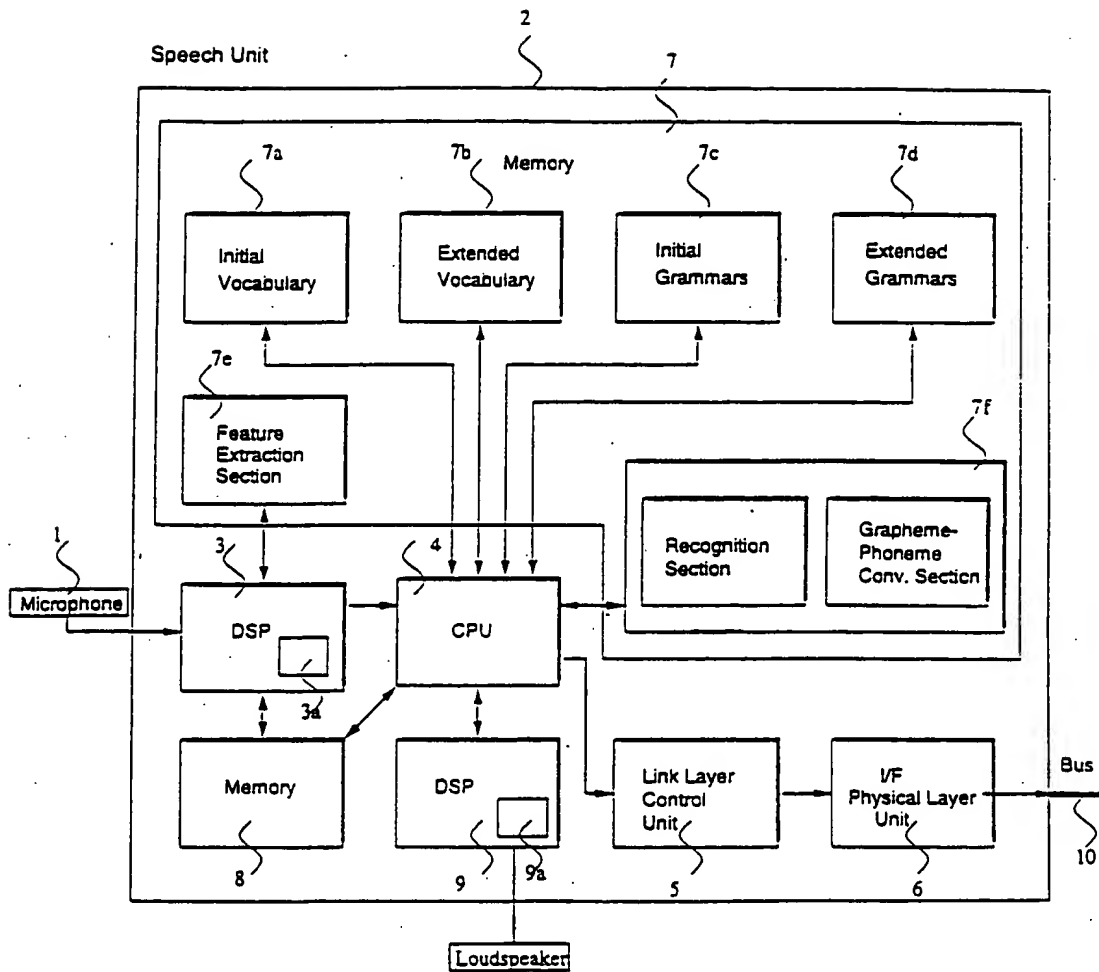 2
Speech Unit
7
7a
7b
Memory
7c
7d
Initial
Vocabulary
Extended
Vocabulary
Initial
Grammars
Extended
Grammars
7e
Feature
Extraction
Section
7f
Recognition
Section
Grapheme-
Phoneme
Conv. Section
1
Microphone
3
DSP
3a
4
CPU
Memory
8
DSP
9
9a
Link Layer
Control
Unit
5
I/F
Physical Layer
Unit
6
Bus
10
Loudspeaker